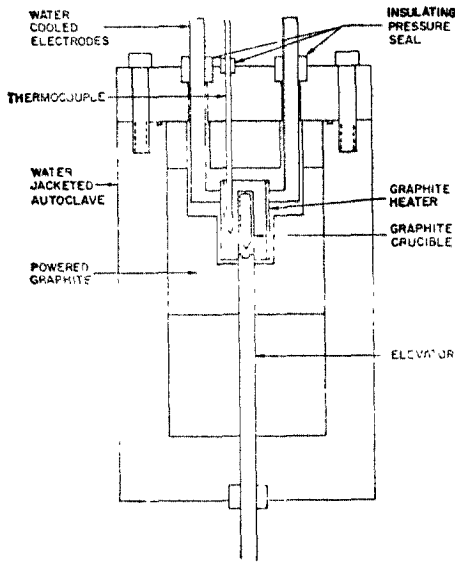 WATER
COOLED
ELECTRODES
INSULATING
PRESSURE
SEAL
THERMOCOUPLE
WATER
JACKETED
AUTOCLAVE
GRAPHITE
HEATER
GRAPHITE
CRUCIBLE
POWERED
GRAPHITE
ELEVATOR